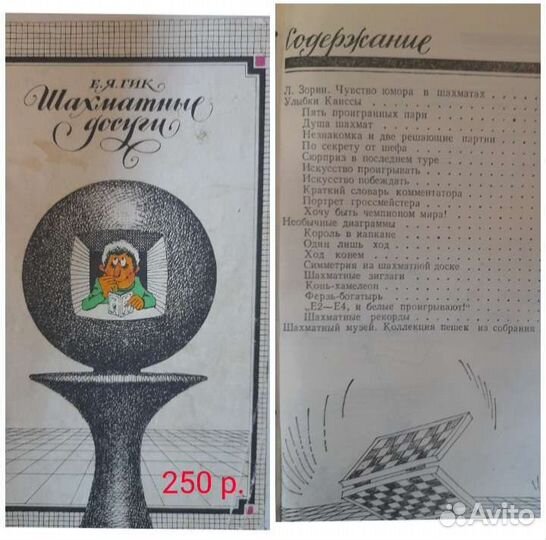 Е. Я. ГИК
Шахматные
досуги
250 р.
Содержание
Л. Зорин. Чувство юмора в шахматах
Улыбки Каиссы
Пять проигранных пари
Душа шахмат
Незнакомка и две решающие партии
По секрету от шефа
Сюрприз в последнем туре
Искусство проигрывать
Искусство побеждать
Краткий словарь комментатора
Портрет гроссмейстера
Хочу быть чемпионом мира!
Необычные диаграммы
Король в капкане
Один лишь ход
Ход конем
Симметрия на шахматной доске
Шахматные зигзаги
Конь-хамелеон
Ферзь-богатырь
„Е2—Е4, и белые проигрывают!“
Шахматные рекорды
Шахматный музей. Коллекция пешек из собрания
Avito